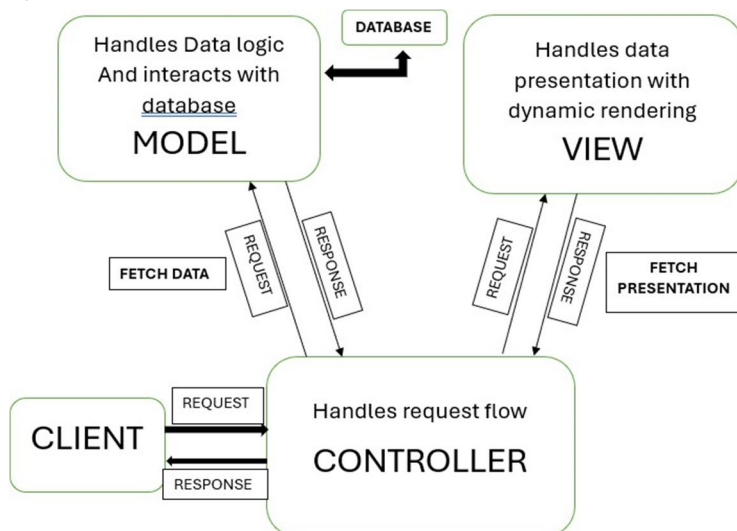 Handles Data logic
And interacts with
database
MODEL
DATABASE
Handles data
presentation with
dynamic rendering
VIEW
FETCH DATA
REQUEST
RESPONSE
REQUEST
RESPONSE
FETCH
PRESENTATION
CLIENT
REQUEST
RESPONSE
Handles request flow
CONTROLLER